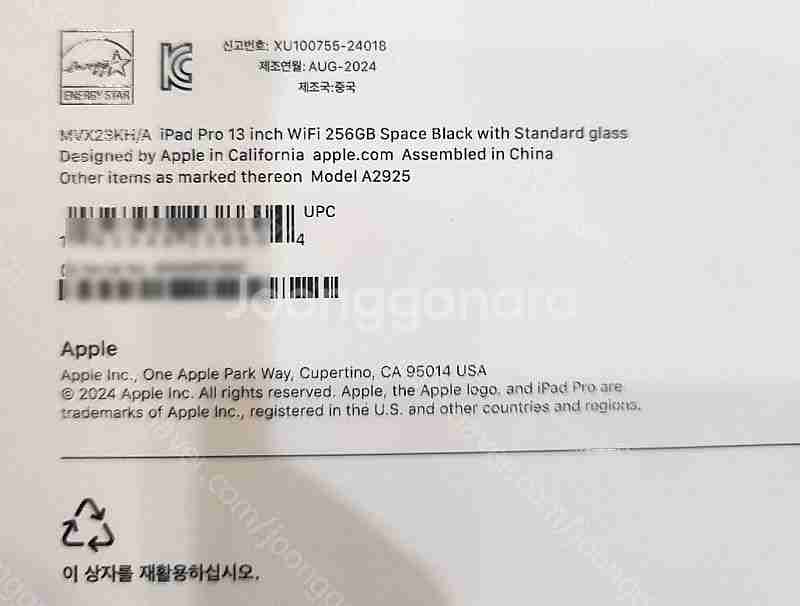 신고번호: XU100755-24018
제조연월: AUG-2024
제조국:중국
ENERGY STAR
MVX23KH/A iPad Pro 13 inch WiFi 256GB Space Black with Standard glass
Designed by Apple in California apple.com Assembled in China
Other items as marked thereon Model A2925
UPC
4
Joonggonara
Apple
Apple Inc., One Apple Park Way, Cupertino, CA 95014 USA
© 2024 Apple Inc. All rights reserved. Apple, the Apple logo, and iPad Pro are
trademarks of Apple Inc., registered in the U.S. and other countries and regions.
이 상자를 재활용하십시오.